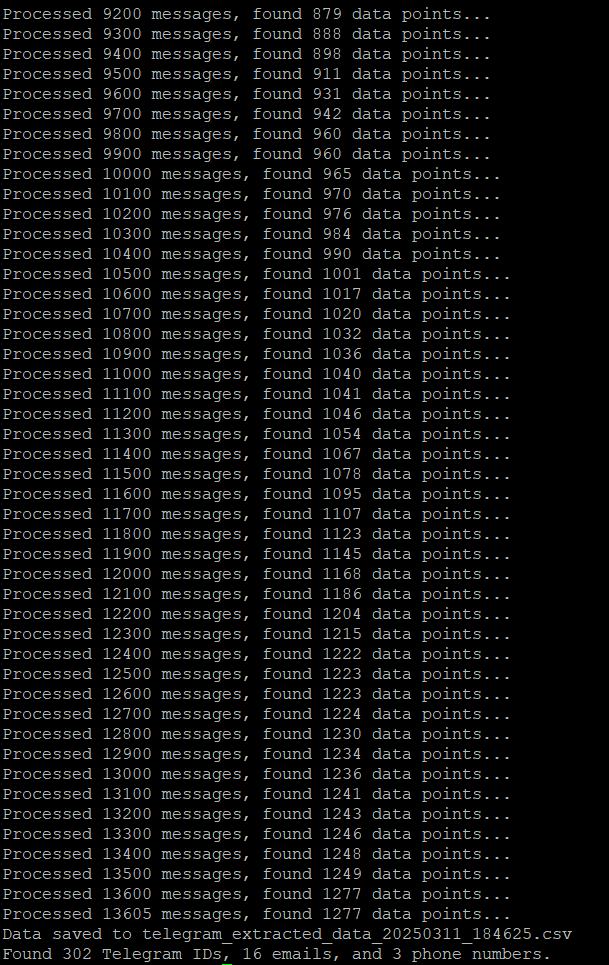 Processed 9200 messages, found 879 data points...
Processed 9300 messages, found 888 data points...
Processed 9400 messages, found 898 data points...
Processed 9500 messages, found 911 data points...
Processed 9600 messages, found 931 data points...
Processed 9700 messages, found 942 data points...
Processed 9800 messages, found 960 data points...
Processed 9900 messages, found 960 data points...
Processed 10000 messages, found 965 data points...
Processed 10100 messages, found 970 data points...
Processed 10200 messages, found 976 data points...
Processed 10300 messages, found 984 data points...
Processed 10400 messages, found 990 data points...
Processed 10500 messages, found 1001 data points...
Processed 10600 messages, found 1017 data points...
Processed 10700 messages, found 1020 data points...
Processed 10800 messages, found 1032 data points...
Processed 10900 messages, found 1036 data points...
Processed 11000 messages, found 1040 data points...
Processed 11100 messages, found 1041 data points...
Processed 11200 messages, found 1046 data points...
Processed 11300 messages, found 1054 data points...
Processed 11400 messages, found 1067 data points...
Processed 11500 messages, found 1078 data points...
Processed 11600 messages, found 1095 data points...
Processed 11700 messages, found 1107 data points...
Processed 11800 messages, found 1123 data points...
Processed 11900 messages, found 1145 data points...
Processed 12000 messages, found 1168 data points...
Processed 12100 messages, found 1186 data points...
Processed 12200 messages, found 1204 data points...
Processed 12300 messages, found 1215 data points...
Processed 12400 messages, found 1222 data points...
Processed 12500 messages, found 1223 data points...
Processed 12600 messages, found 1223 data points...
Processed 12700 messages, found 1224 data points...
Processed 12800 messages, found 1230 data points...
Processed 12900 messages, found 1234 data points...
Processed 13000 messages, found 1236 data points...
Processed 13100 messages, found 1241 data points...
Processed 13200 messages, found 1243 data points...
Processed 13300 messages, found 1246 data points...
Processed 13400 messages, found 1248 data points...
Processed 13500 messages, found 1249 data points...
Processed 13600 messages, found 1277 data points...
Processed 13605 messages, found 1277 data points...
Data saved to telegram_extracted_data_20250311_184625.csv
Found 302 Telegram IDs, 16 emails, and 3 phone numbers.